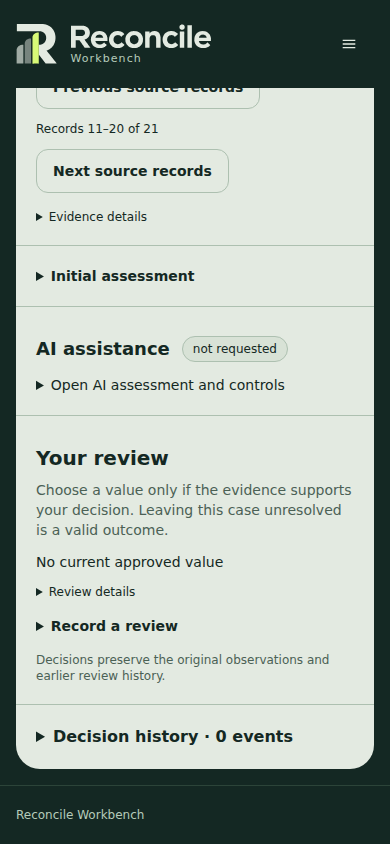 Reconcile
Workbench
Previous source records
Records 11–20 of 21
Next source records
Evidence details
Initial assessment
AI assistance
not requested
Open AI assessment and controls
Your review
Choose a value only if the evidence supports
your decision. Leaving this case unresolved
is a valid outcome.
No current approved value
Review details
Record a review
Decisions preserve the original observations and
earlier review history.
Decision history · 0 events
Reconcile Workbench